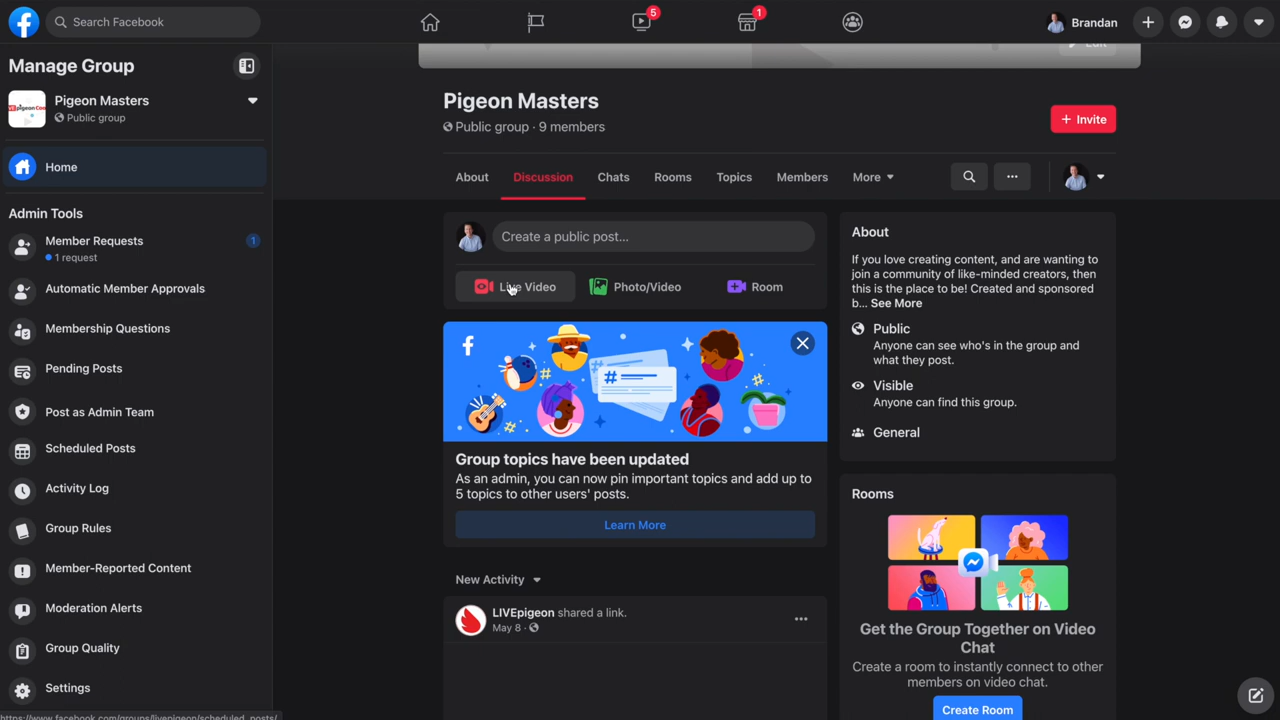 Search Facebook
5
1
Brandan
Manage Group
Pigeon Masters
Public group
Home
Admin Tools
Member Requests
1
1 request
Automatic Member Approvals
Membership Questions
Pending Posts
Post as Admin Team
Scheduled Posts
Activity Log
Group Rules
Member-Reported Content
Moderation Alerts
Group Quality
Settings
https://www.facebook.com/groups/livepigeon/scheduled_posts/
Edit
Pigeon Masters
Public group · 9 members
+ Invite
About
Discussion
Chats
Rooms
Topics
Members
More
Create a public post...
Live Video
Photo/Video
Room
Group topics have been updated
As an admin, you can now pin important topics and add up to
5 topics to other users' posts.
Learn More
New Activity
LIVEpigeon shared a link.
May 8 ·
About
If you love creating content, and are wanting to
join a community of like-minded creators, then
this is the place to be! Created and sponsored
b... See More
Public
Anyone can see who's in the group and
what they post.
Visible
Anyone can find this group.
General
Rooms
Get the Group Together on Video
Chat
Create a room to instantly connect to other
members on video chat.
Create Room